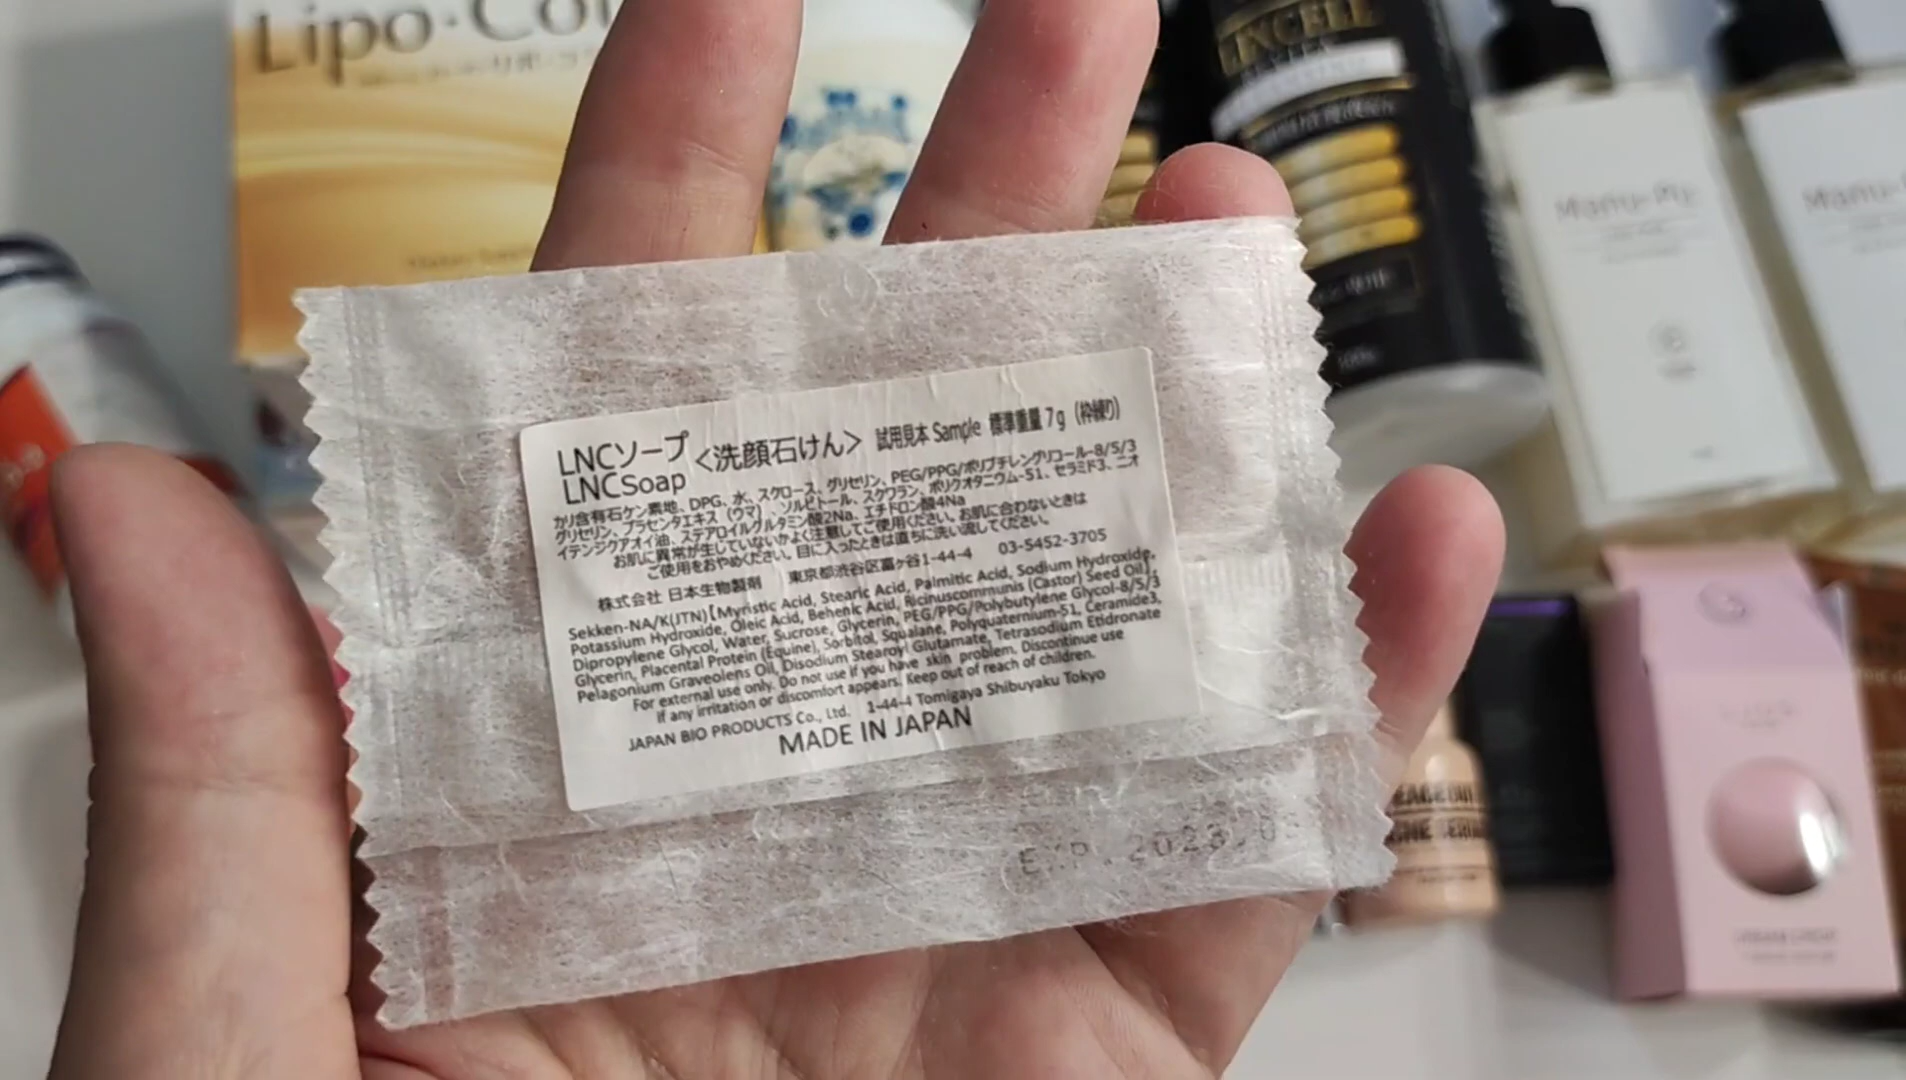 Lipo
LNCソープ<洗顔石けん> 試用見本 Sample 標準重量 7g (枠練り)
LNCSoap
カリ含有石ケン素地、DPG、水、スクロース、グリセリン、PEG/PPG/ポリブチレングリコール-8/5/3
グリセリン、プラセンタエキス(ウマ)、ソルビトール、スクワラン、ポリクオタニウム-51、セラミド3、ニオ
イテンジクアオイ油、ステアロイルグルタミン酸2Na、エチドロン酸4Na
お肌に異常が生じていないかよく注意してご使用ください。お肌に合わないときは
ご使用をおやめください。目に入ったときは直ちに洗い流してください。
株式会社 日本生物製剤 東京都渋谷区富ヶ谷1-44-4 03-5452-3705
Sekken-NA/K(JTN)【Myristic Acid, Stearic Acid, Palmitic Acid, Sodium Hydroxide,
Potassium Hydroxide, Oleic Acid, Behenic Acid, Ricinuscommunis (Castor) Seed Oil】,
Dipropylene Glycol, Water, Sucrose, Glycerin, PEG/PPG/Polybutylene Glycol-8/5/3
Glycerin, Placental Protein (Equine), Sorbitol, Squalane, Polyquaternium-51, Ceramide3,
Pelagonium Graveolens Oil, Disodium Stearoyl Glutamate, Tetrasodium Etidronate
For external use only. Do not use if you have skin problem. Discontinue use
if any irritation or discomfort appears. Keep out of reach of children.
JAPAN BIO PRODUCTS Co., Ltd. 1-44-4 Tomigaya Shibuyaku Tokyo
MADE IN JAPAN
EXP. 2023